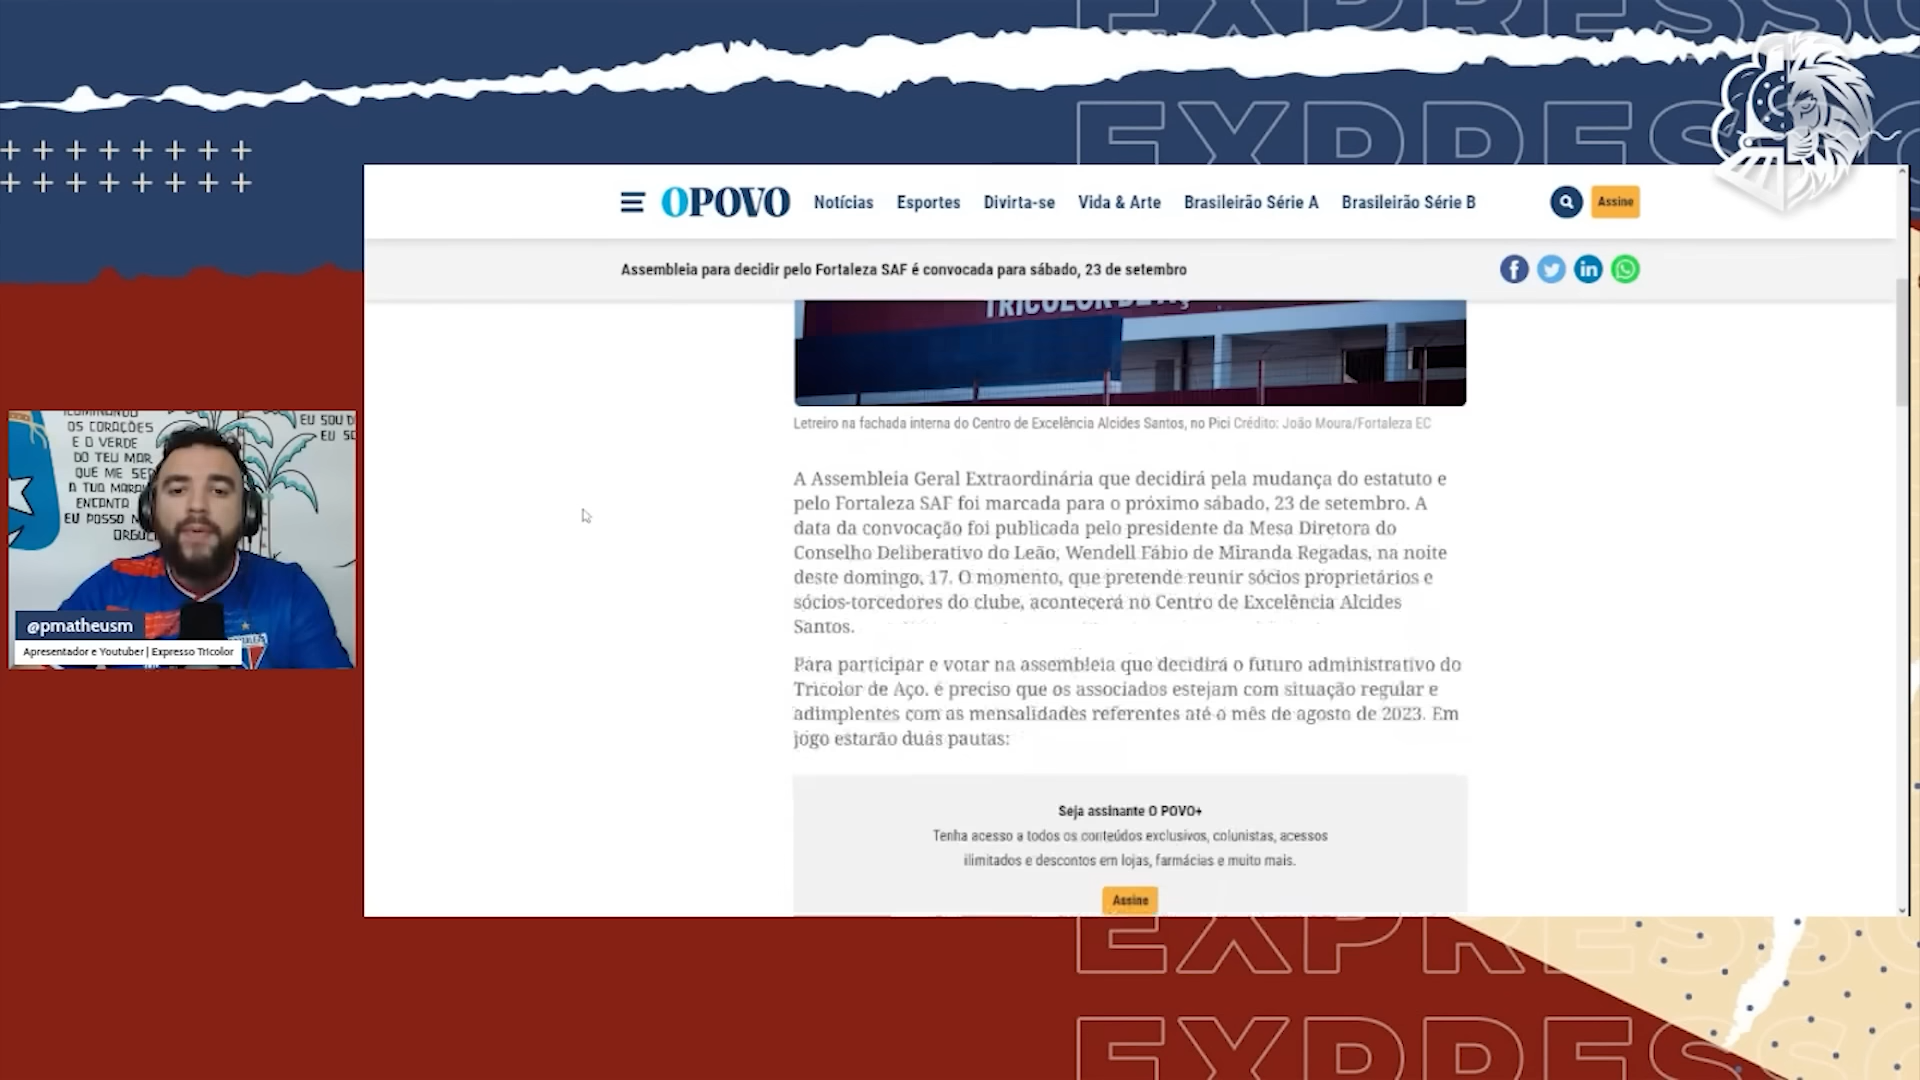 EXPRESSO
EXPRESSO
OPOVO
Notícias
Esportes
Divirta-se
Vida & Arte
Brasileirão Série A
Brasileirão Série B
Assine
Assembleia para decidir pelo Fortaleza SAF é convocada para sábado, 23 de setembro
TRICOLOR DE AÇ
Letreiro na fachada interna do Centro de Excelência Alcides Santos, no Pici Crédito: João Moura/Fortaleza EC
A Assembleia Geral Extraordinária que decidirá pela mudança do estatuto e
pelo Fortaleza SAF foi marcada para o próximo sábado, 23 de setembro. A
data da convocação foi publicada pelo presidente da Mesa Diretora do
Conselho Deliberativo do Leão, Wendell Fábio de Miranda Regadas, na noite
deste domingo, 17. O momento, que pretende reunir sócios proprietários e
sócios-torcedores do clube, acontecerá no Centro de Excelência Alcides
Santos.
Para participar e votar na assembleia que decidirá o futuro administrativo do
Tricolor de Aço, é preciso que os associados estejam com situação regular e
adimplentes com as mensalidades referentes até o mês de agosto de 2023. Em
jogo estarão duas pautas:
Seja assinante O POVO+
Tenha acesso a todos os conteúdos exclusivos, colunistas, acessos
ilimitados e descontos em lojas, farmácias e muito mais.
Assine
ILUMINANDO
OS CORAÇÕES
E O VERDE
DO TEU MAR
QUE ME SER
A TUA MARA
ENCANTA
EU POSSO
ORGUL
EU SOU D
EU SO
@pmatheusm
Apresentador e Youtuber | Expresso Tricolor
EXPRESSO
EXPRESSO